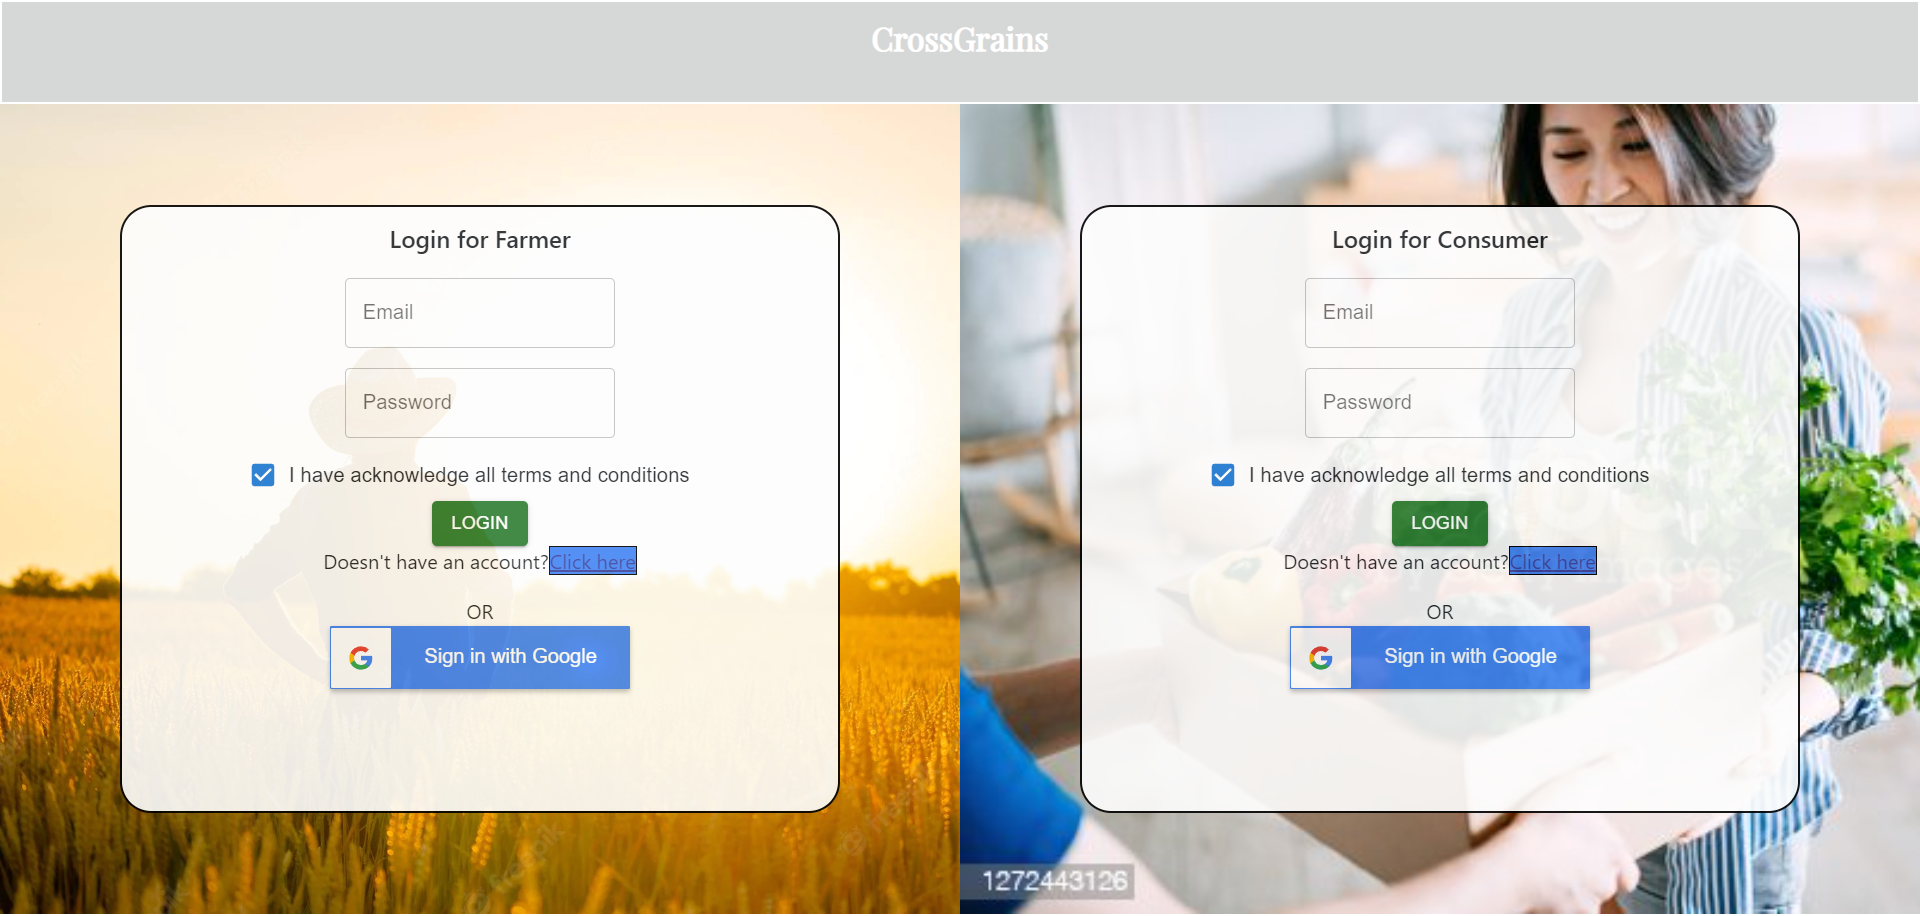 CrossGrains
Login for Farmer
Email
Password
I have acknowledge all terms and conditions
LOGIN
Doesn't have an account?Click here
OR
Sign in with Google
Login for Consumer
Email
Password
I have acknowledge all terms and conditions
LOGIN
Doesn't have an account?Click here
OR
Sign in with Google
1272443126